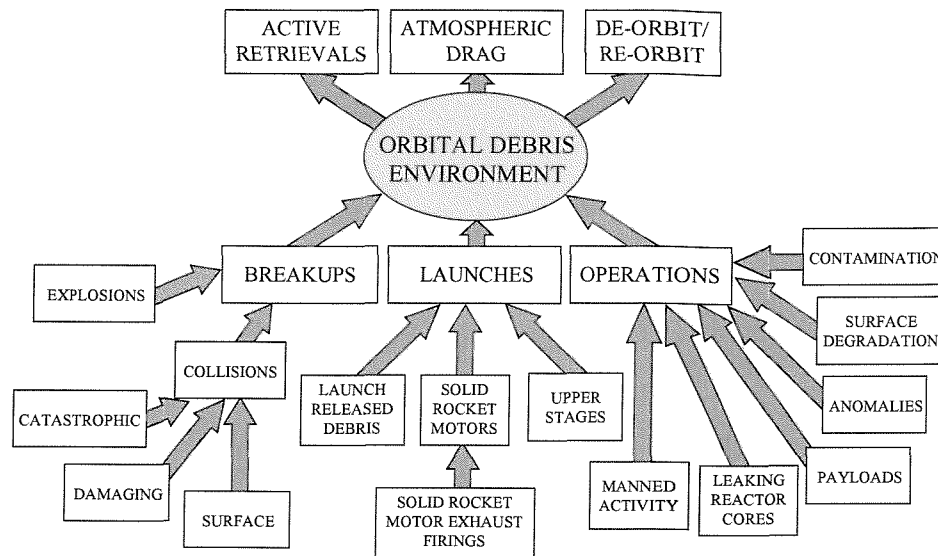 ACTIVE
RETRIEVALS
ATMOSPHERIC
DRAG
DE-ORBIT/
RE-ORBIT
ORBITAL DEBRIS
ENVIRONMENT
BREAKUPS
LAUNCHES
OPERATIONS
CONTAMINATION
EXPLOSIONS
SURFACE
DEGRADATION
COLLISIONS
LAUNCH
RELEASED
DEBRIS
SOLID
ROCKET
MOTORS
UPPER
STAGES
ANOMALIES
CATASTROPHIC
DAMAGING
SURFACE
SOLID ROCKET
MOTOR EXHAUST
FIRINGS
MANNED
ACTIVITY
LEAKING
REACTOR
CORES
PAYLOADS